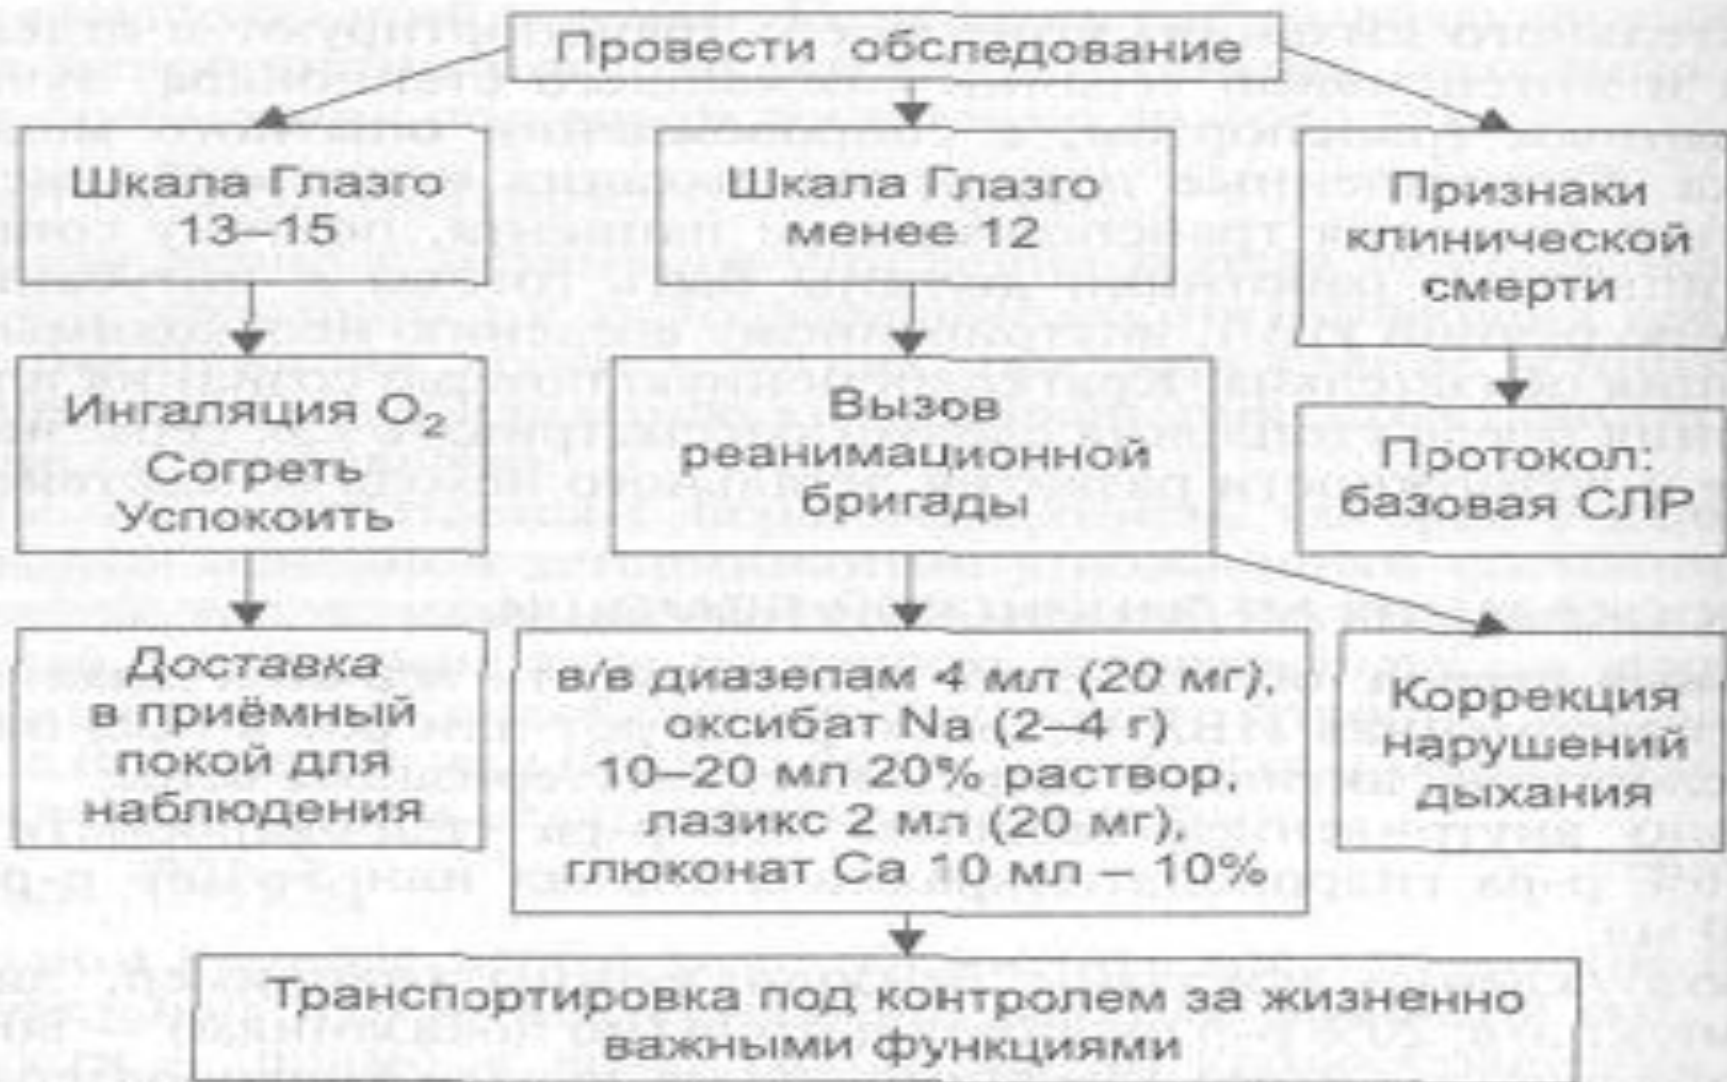 Провести обследование
Шкала Глазго
13–15
Шкала Глазго
менее 12
Признаки
клинической
смерти
Ингаляция O₂
Согреть
Успокоить
Вызов
реанимационной
бригады
Протокол:
базовая СЛР
Доставка
в приёмный
покой для
наблюдения
в/в диазепам 4 мл (20 мг),
оксибат Na (2–4 г)
10–20 мл 20% раствор,
лазикс 2 мл (20 мг),
глюконат Са 10 мл – 10%
Коррекция
нарушений
дыхания
Транспортировка под контролем за жизненно
важными функциями